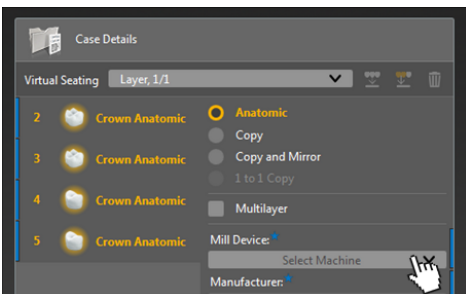 Case Details
Virtual Seating Layer, 1/1
2 Crown Anatomic
3 Crown Anatomic
4 Crown Anatomic
5 Crown Anatomic
Anatomic
Copy
Copy and Mirror
1 to 1 Copy
Multilayer
Mill Device:*
Select Machine
Manufacturer:*